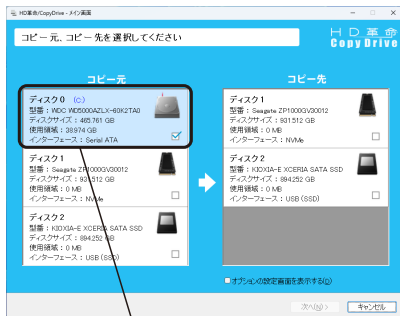 HD革命/CopyDrive - メイン画面
コピー元、コピー先を選択してください
HD革命
CopyDrive
コピー元
ディスク0 (C:)
型番 : WDC WD5000AZLX-60K2TA0
ディスクサイズ : 465.761 GB
使用領域 : 38.974 GB
インターフェース : Serial ATA
ディスク1
型番 : Seagate ZP1000GV30012
ディスクサイズ : 931.512 GB
使用領域 : 0 MB
インターフェース : NVMe
ディスク2
型番 : KIOXIA-E XCERIA SATA SSD
ディスクサイズ : 894.252 GB
使用領域 : 0 MB
インターフェース : USB (SSD)
コピー先
ディスク1
型番 : Seagate ZP1000GV30012
ディスクサイズ : 931.512 GB
使用領域 : 0 MB
インターフェース : NVMe
ディスク2
型番 : KIOXIA-E XCERIA SATA SSD
ディスクサイズ : 894.252 GB
使用領域 : 0 MB
インターフェース : USB (SSD)
オプションの設定画面を表示する(O)
次へ(N) >
キャンセル